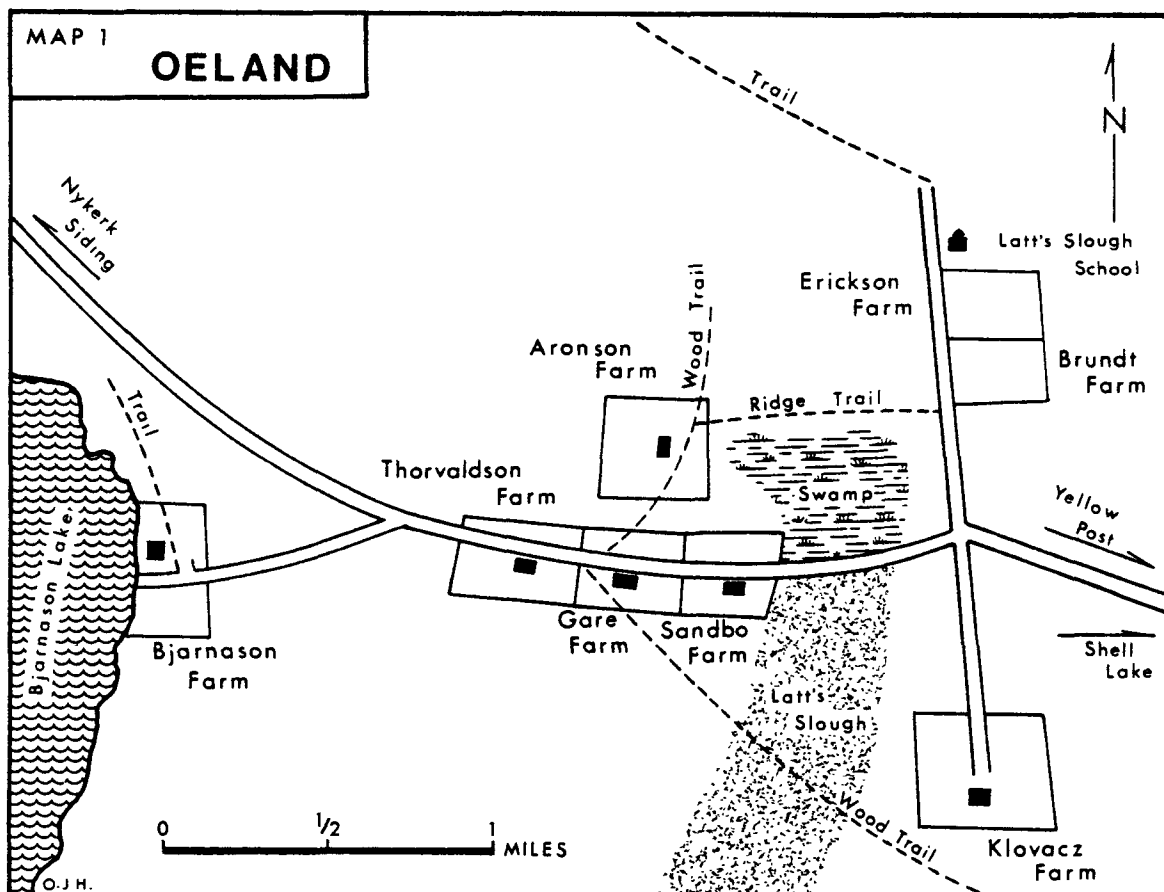 MAP 1
OELAND
N
Trail
Nykerk
Siding
Latt's Slough
School
Erickson
Farm
Wood Trail
Aronson
Farm
Brundt
Farm
Ridge Trail
Trail
Thorvaldson
Farm
Swamp
Yellow
Post
Bjarnason Lake
Gare
Farm
Sandbo
Farm
Shell
Lake
Bjarnason
Farm
Latt's
Slough
Wood Trail
Klovacz
Farm
0 1/2 1
MILES
O.J.H.